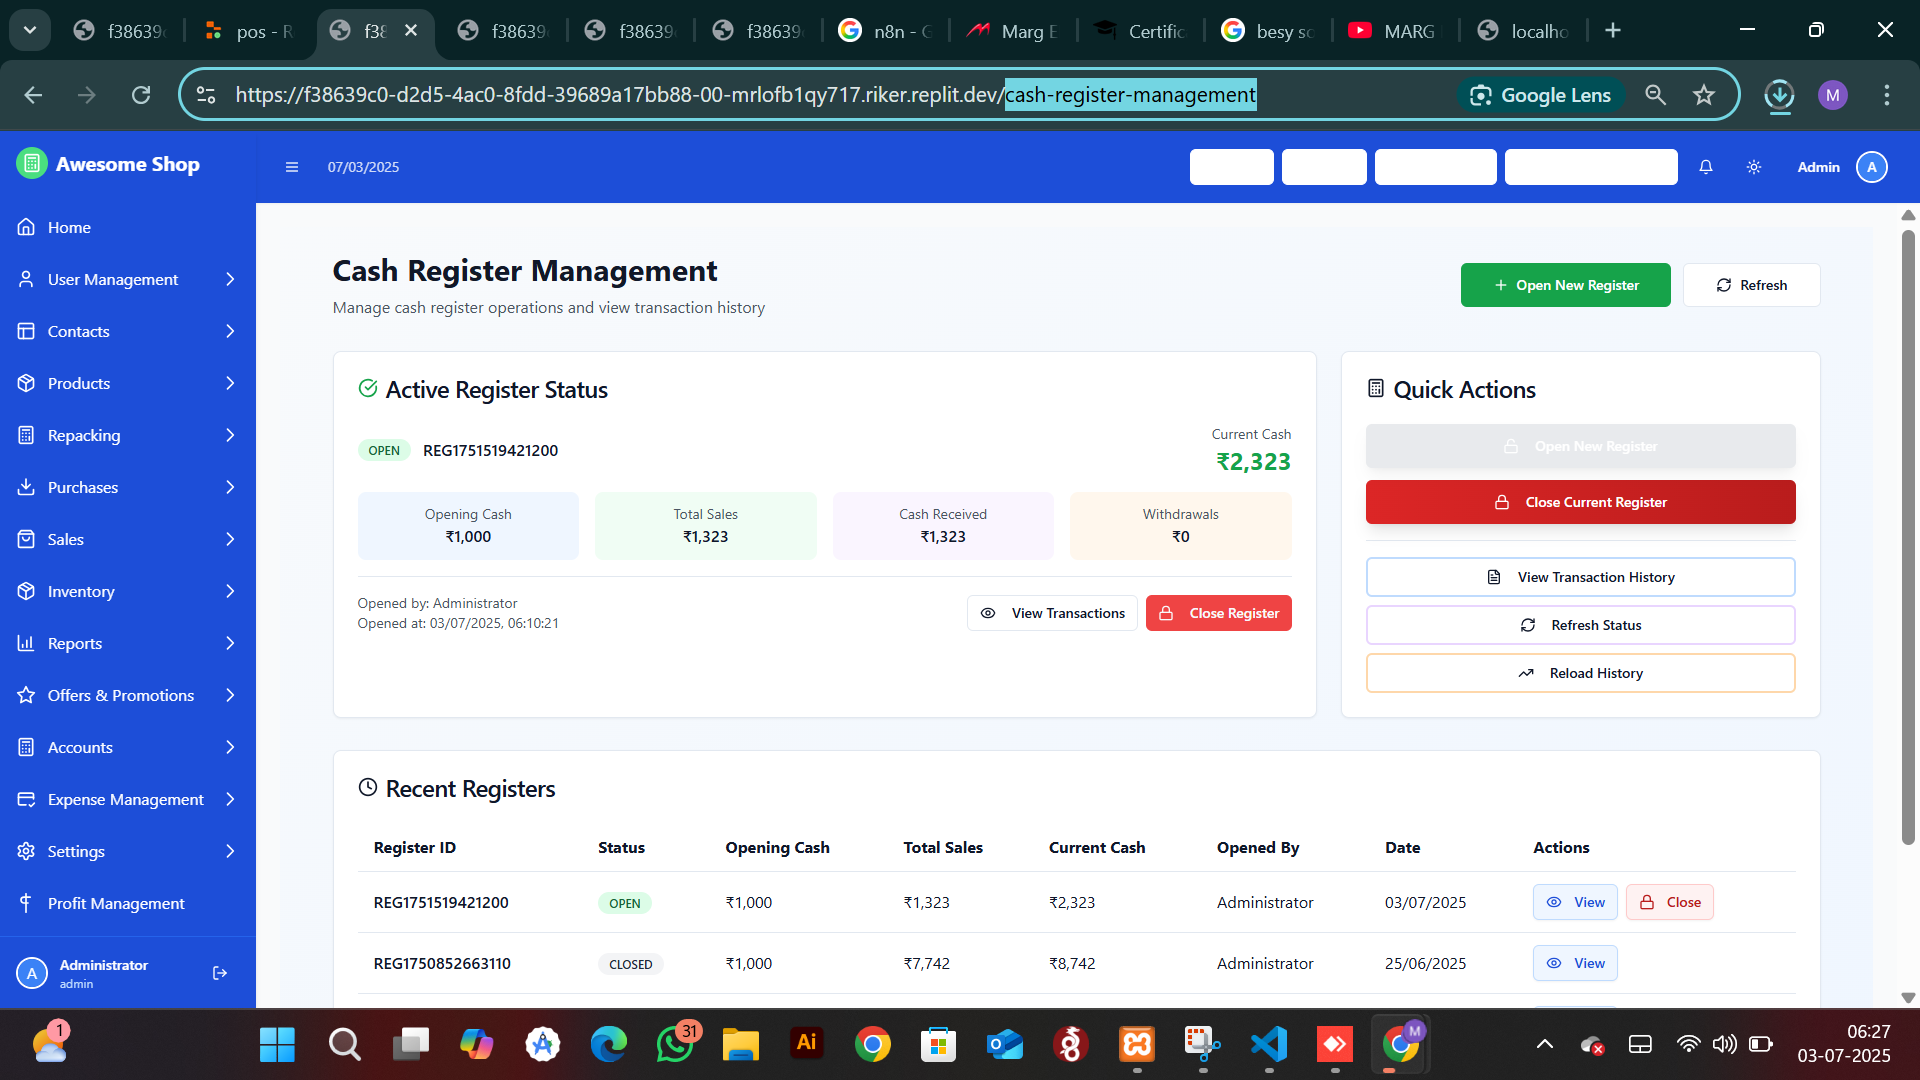 f38639
pos - R
f38
f38639
f38639
f38639
n8n - G
Marg E
Certific
besy so
MARG
localho
https://f38639c0-d2d5-4ac0-8fdd-39689a17bb88-00-mrlofb1qy717.riker.replit.dev/cash-register-management
Google Lens
M
Awesome Shop
07/03/2025
Admin
A
Home
User Management
Contacts
Products
Repacking
Purchases
Sales
Inventory
Reports
Offers & Promotions
Accounts
Expense Management
Settings
Profit Management
A
Administrator
admin
Cash Register Management
Manage cash register operations and view transaction history
Open New Register
Refresh
Active Register Status
OPEN REG1751519421200
Current Cash
₹2,323
Opening Cash
₹1,000
Total Sales
₹1,323
Cash Received
₹1,323
Withdrawals
₹0
Opened by: Administrator
Opened at: 03/07/2025, 06:10:21
View Transactions
Close Register
Quick Actions
Open New Register
Close Current Register
View Transaction History
Refresh Status
Reload History
Recent Registers
Register ID Status Opening Cash Total Sales Current Cash Opened By Date Actions
REG1751519421200 OPEN ₹1,000 ₹1,323 ₹2,323 Administrator 03/07/2025 View Close
REG1750852663110 CLOSED ₹1,000 ₹7,742 ₹8,742 Administrator 25/06/2025 View
1
31
Ai
M
06:27
03-07-2025